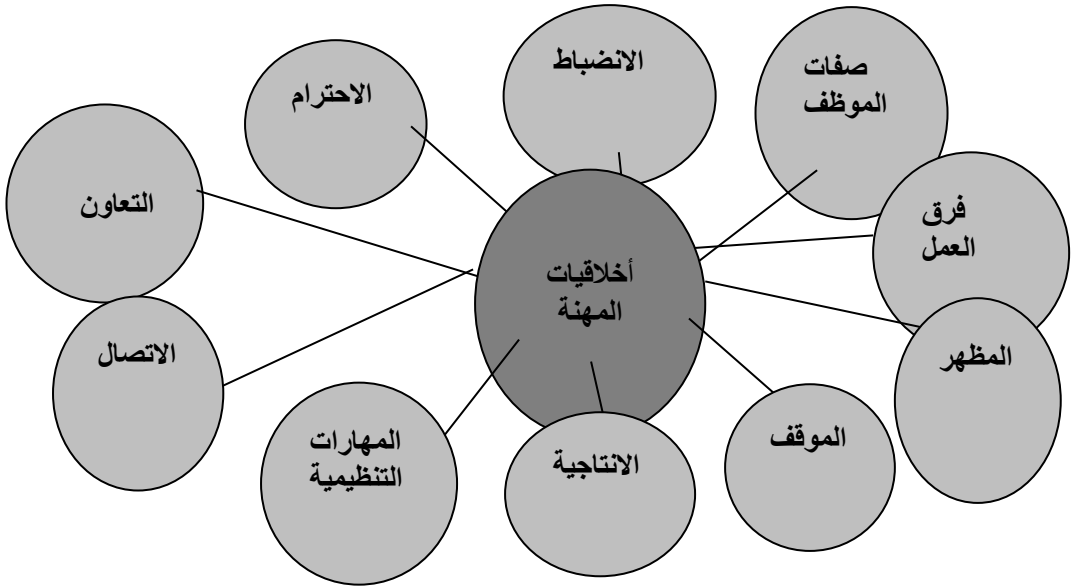 الانضباط
صفات
الموظف
الاحترام
فرق
العمل
التعاون
أخلاقيات
المهنة
المظهر
الاتصال
الموقف
المهارات
التنظيمية
الانتاجية